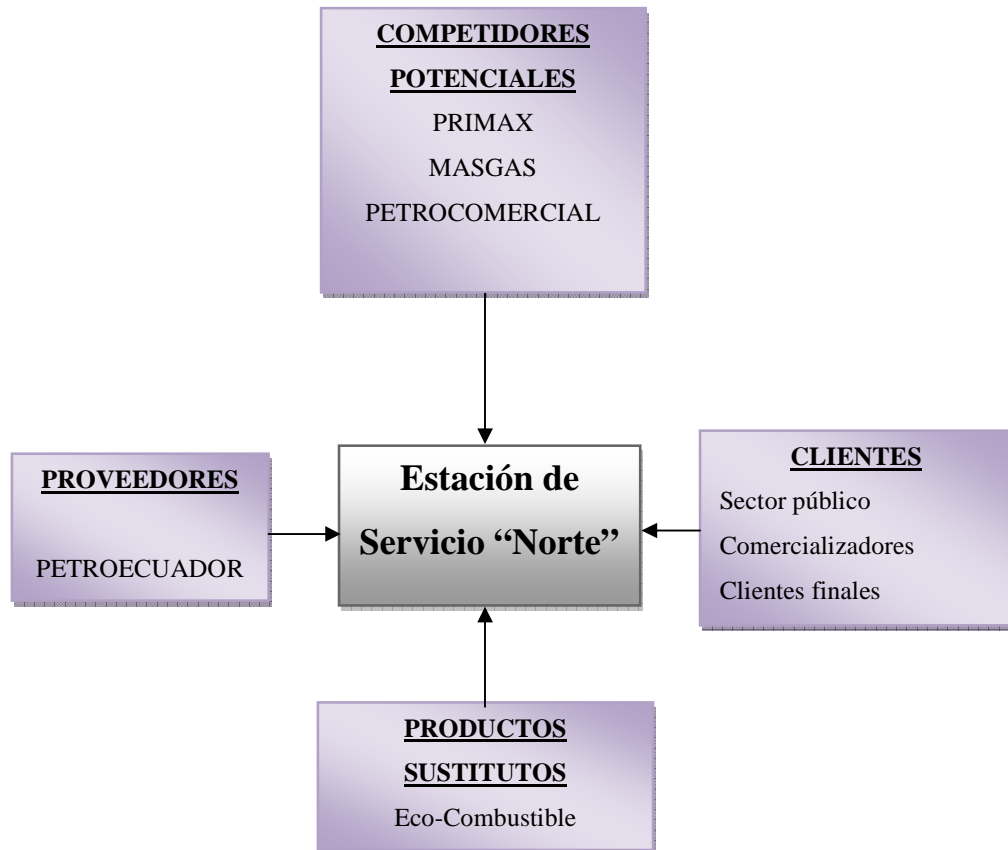 COMPETIDORES
POTENCIALES
PRIMAX
MASGAS
PETROCOMERCIAL
PROVEEDORES
PETROECUADOR
Estación de
Servicio “Norte”
CLIENTES
Sector público
Comercializadores
Clientes finales
PRODUCTOS
SUSTITUTOS
Eco-Combustible